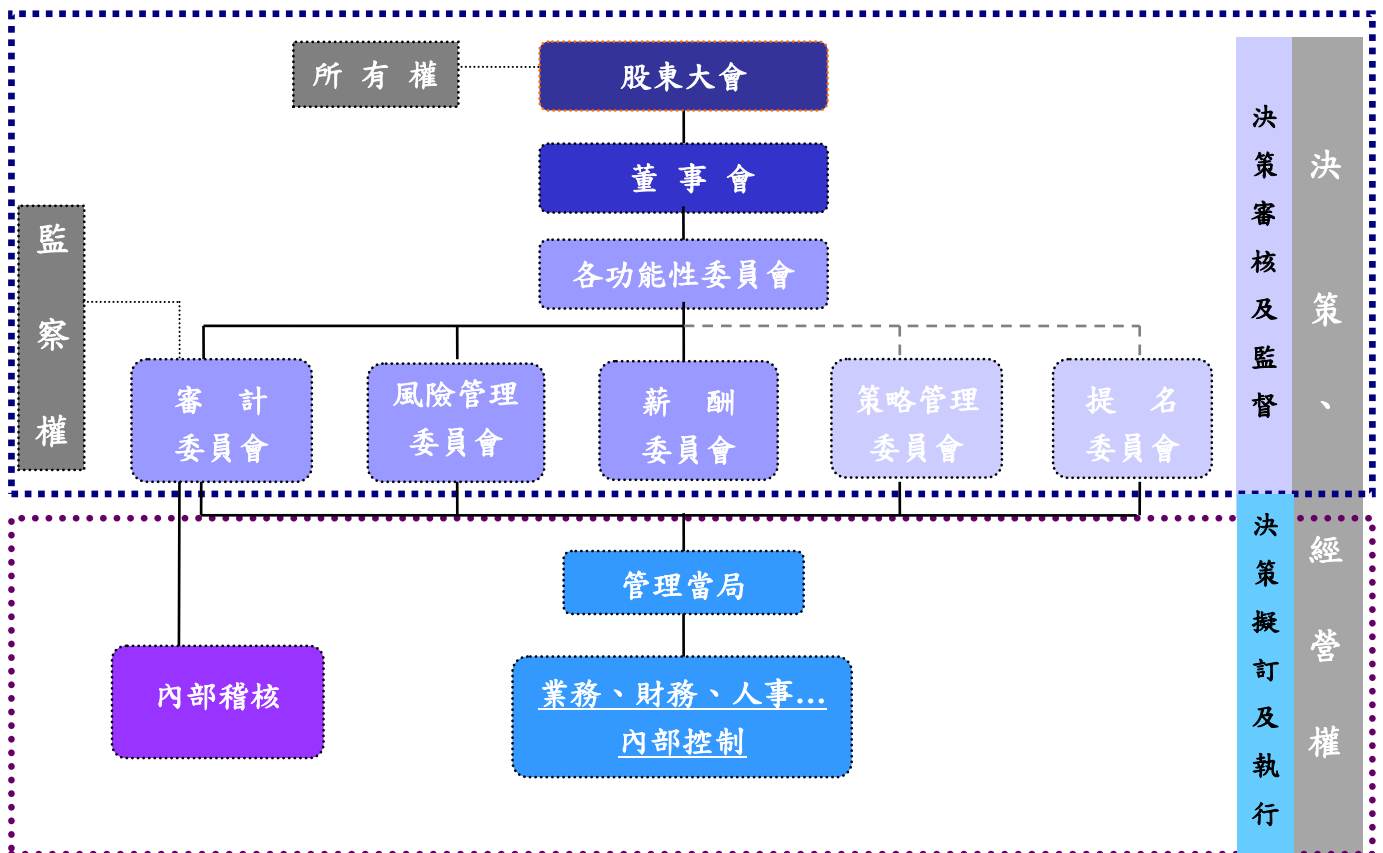 所 有 權
股東大會
董 事 會
各功能性委員會
監察權
審 計
委員會
風險管理
委員會
薪 酬
委員會
策略管理
委員會
提 名
委員會
決策審核及監督
決策、經營權
管理當局
內部稽核
業務、財務、人事...
內部控制
決策擬訂及執行